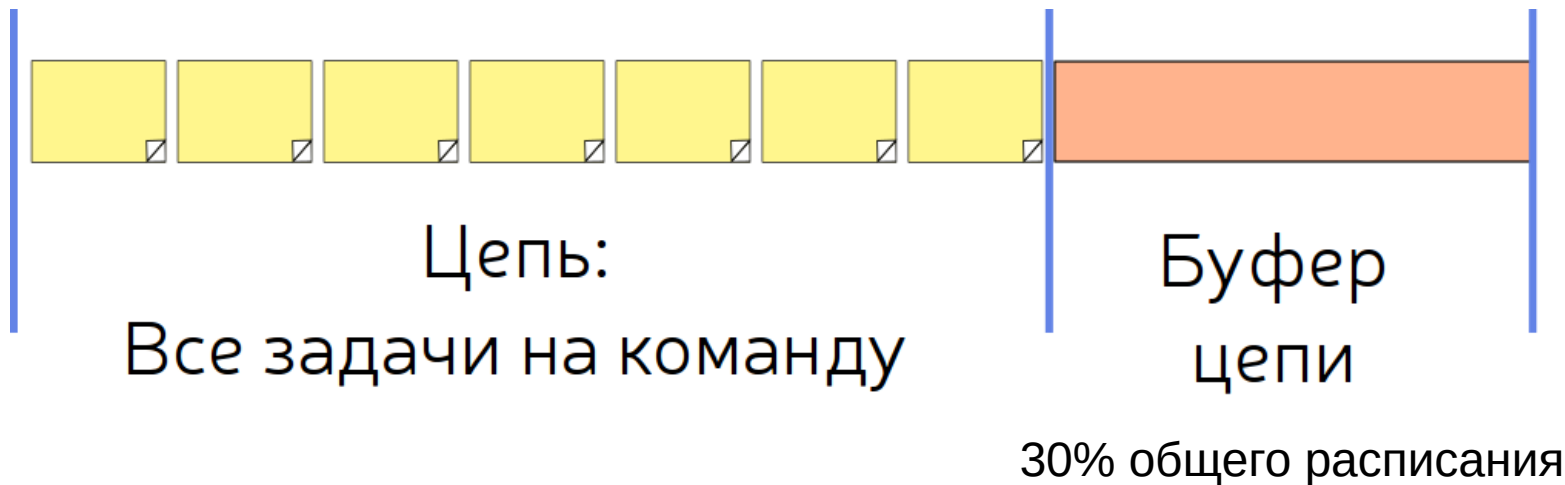 Цепь:
Все задачи на команду
Буфер
цепи
30% общего расписания